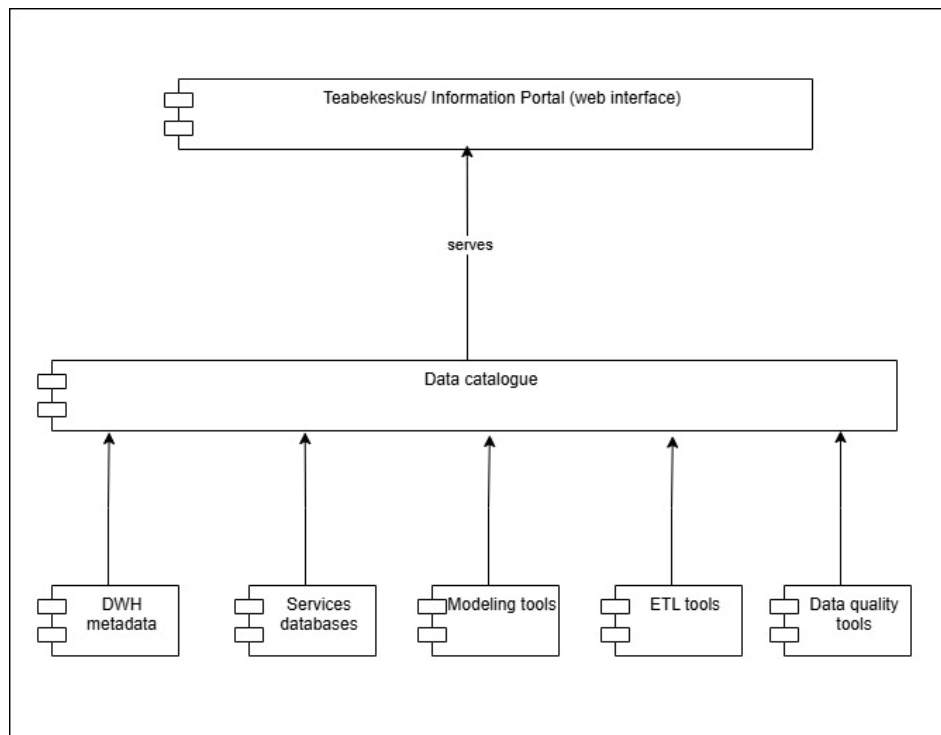 Teabekeskus/ Information Portal (web interface)
serves
Data catalogue
DWH
metadata
Services
databases
Modeling tools
ETL tools
Data quality
tools